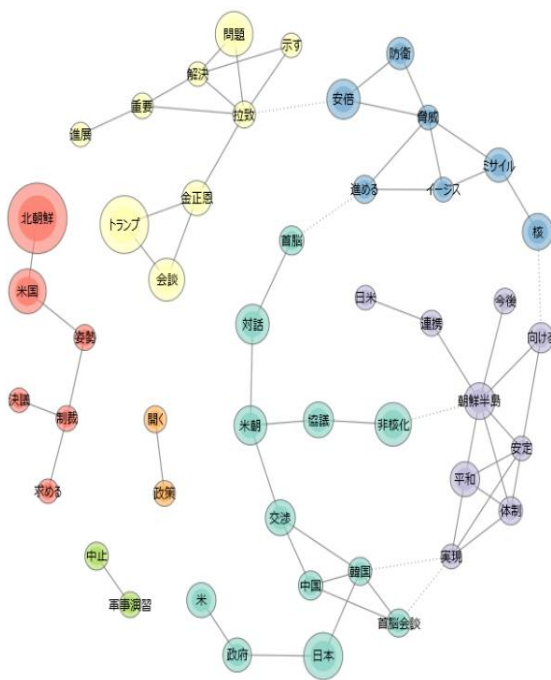 問題
示す
防衛
解決
安倍
重要
拉致
脅威
進展
ミサイル
進める
イージス
金正恩
北朝鮮
トランプ
核
首脳
会談
米国
日米
今後
対話
連携
向ける
姿勢
決議
制裁
開く
米朝
協議
非核化
朝鮮半島
安定
平和
求める
政策
体制
交渉
中止
実現
韓国
中国
軍事演習
米
首脳会談
政府
日本